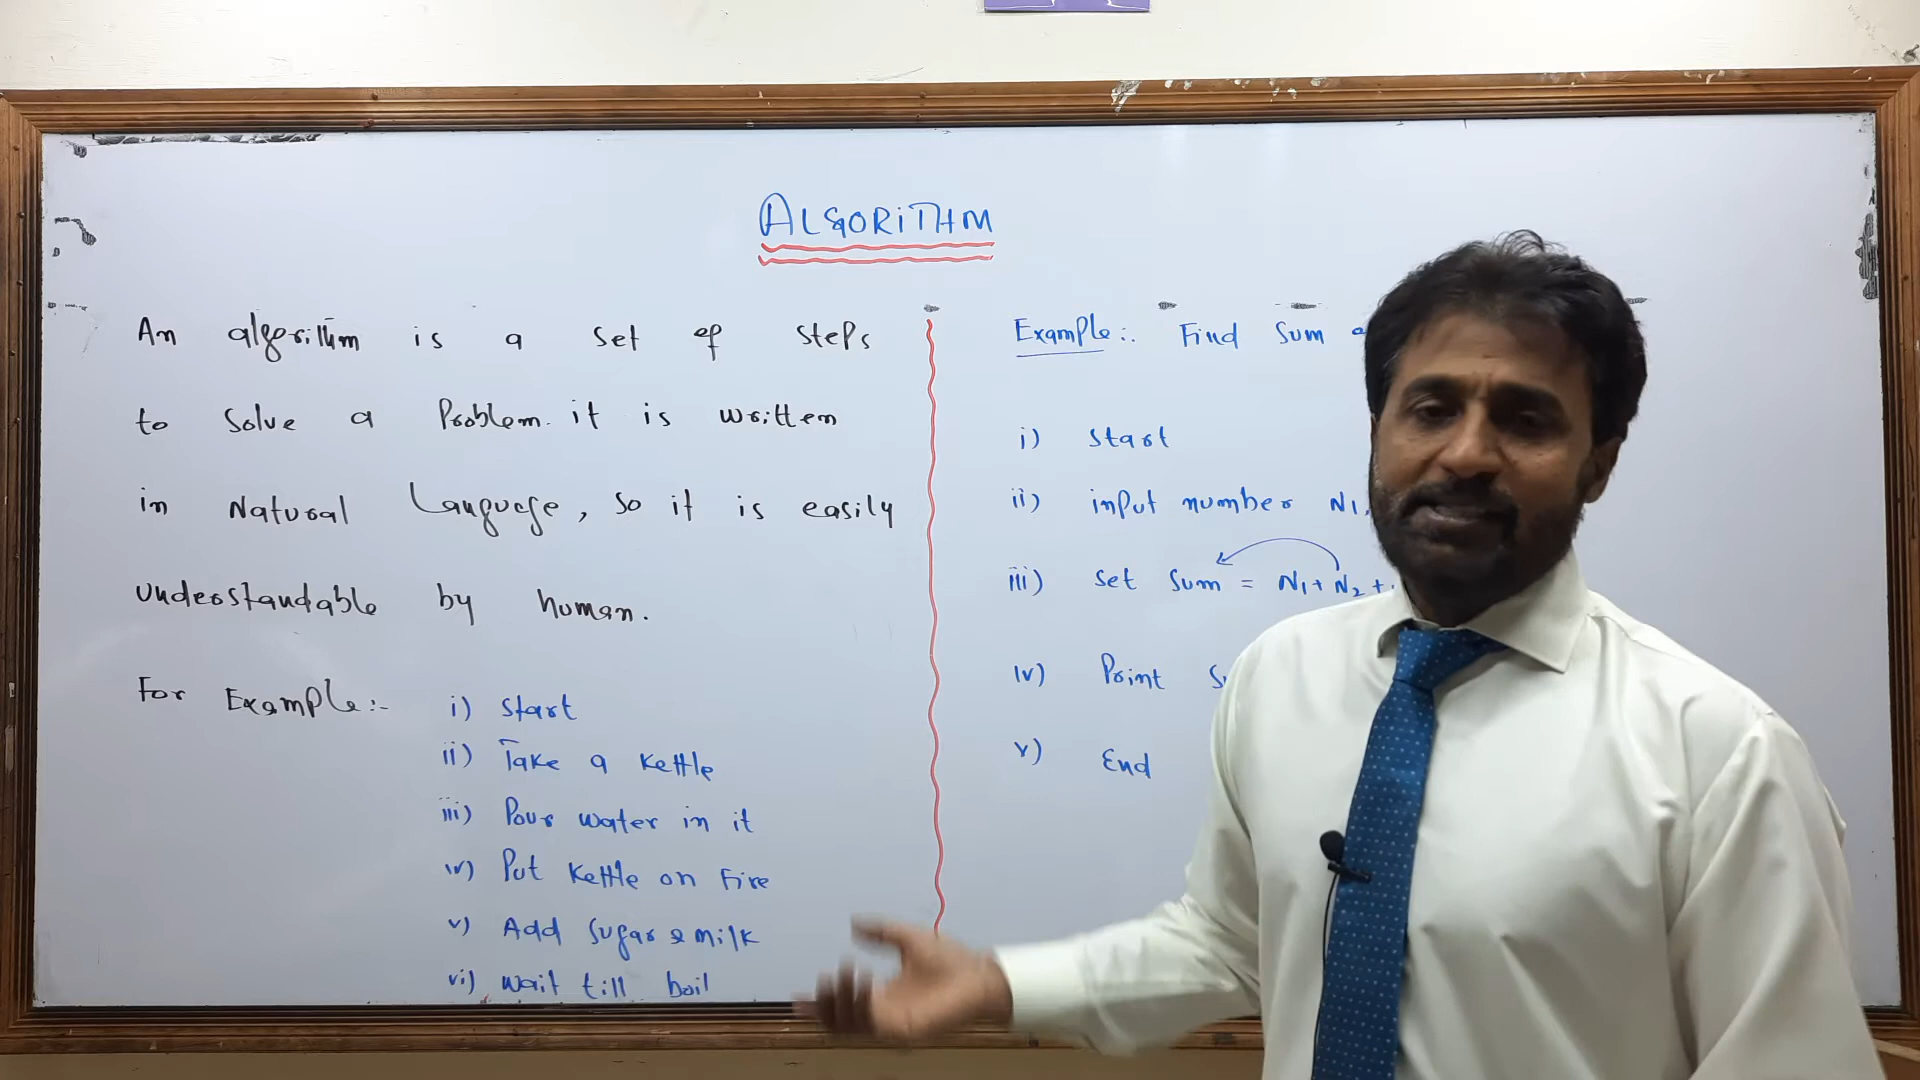 ALGORITHM
An algorithm is a set of steps
to Solve a Problem. it is written
in Natural Language, so it is easily
understandable by human.
For Example:-
i) Start
ii) Take a Kettle
iii) Pour water in it
iv) Put Kettle on Fire
v) Add Sugar & milk
vi) wait till boil
Example:. Find Sum
i) Start
ii) input number N1,
iii) Set Sum = N1 + N2 +
iv) Print
v) End